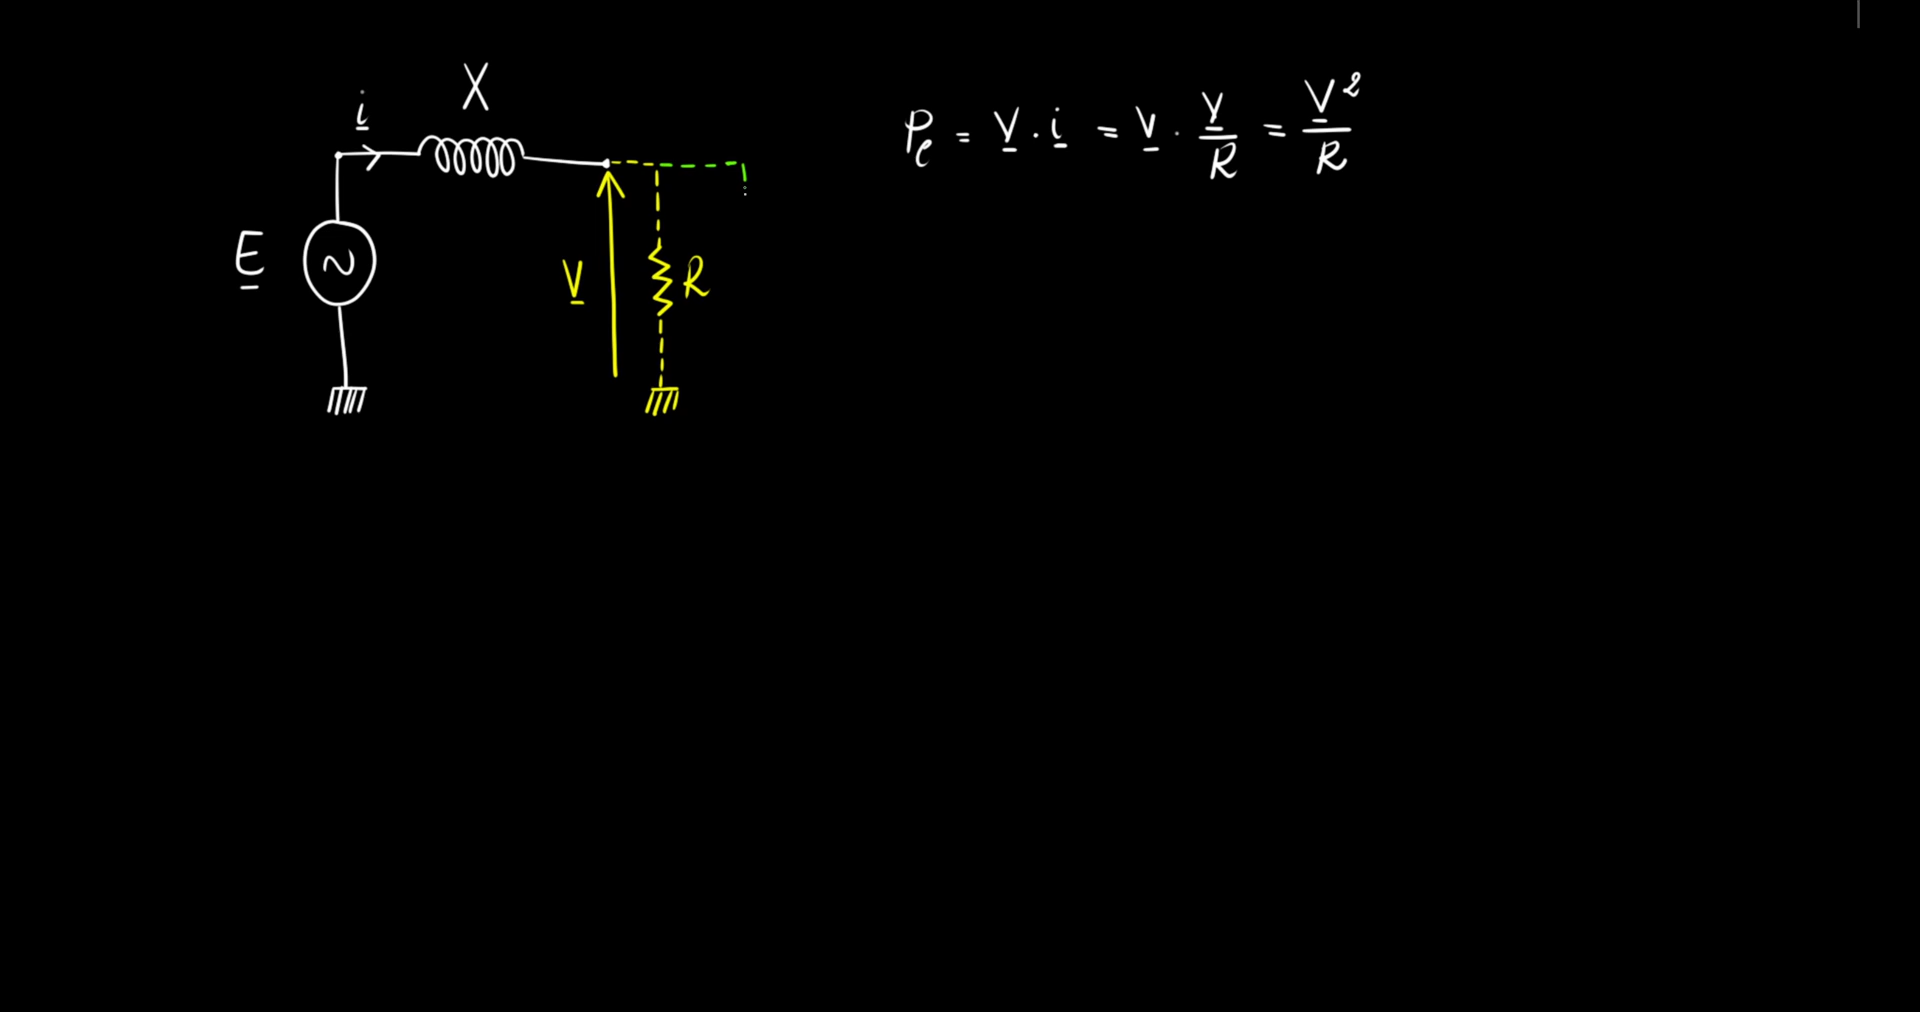 X
i
E
V
R
Pe = V . i = V . V/R = V²/R